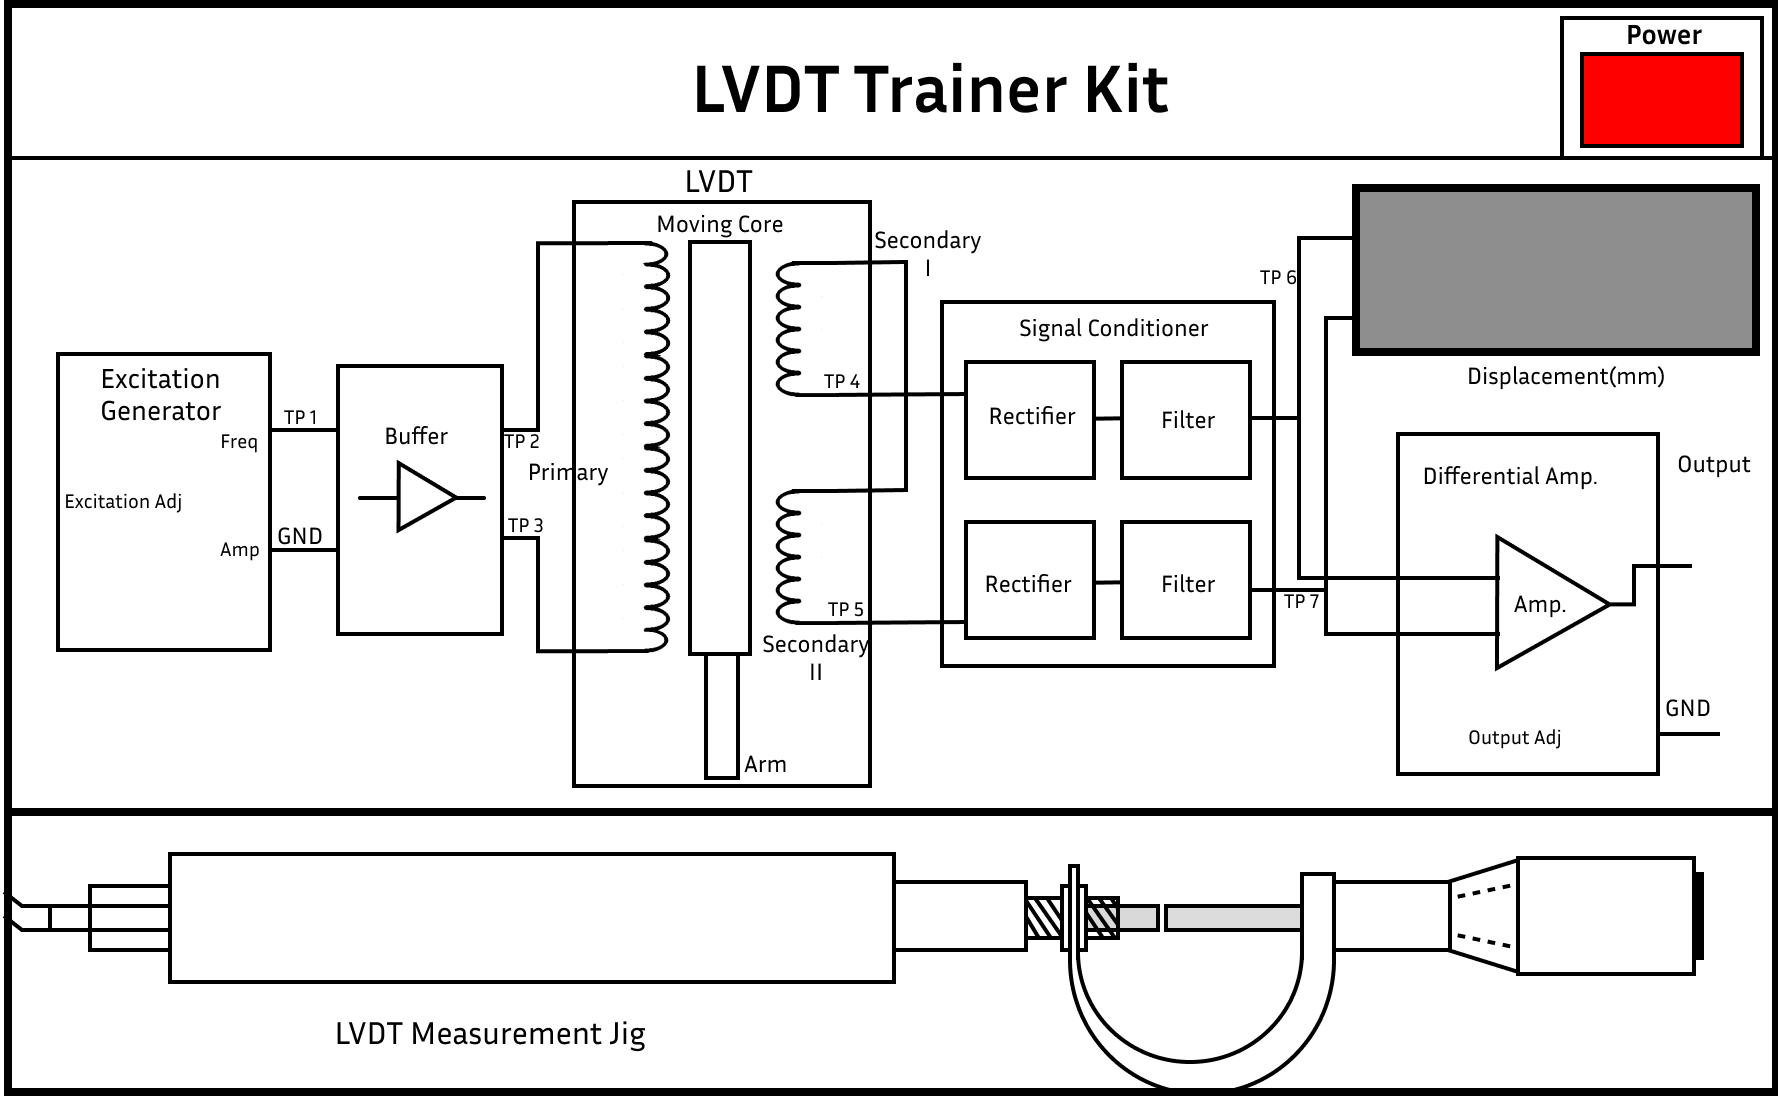 Power
LVDT Trainer Kit
LVDT
Moving Core
Secondary
I
TP 6
Signal Conditioner
Excitation
Generator
Displacement(mm)
TP 4
TP 1
Rectifier
Filter
Freq
Buffer
TP 2
Primary
Output
Differential Amp.
Excitation Adj
GND
TP 3
Amp
Rectifier
Filter
TP 7
Amp.
TP 5
Secondary
II
GND
Output Adj
Arm
LVDT Measurement Jig